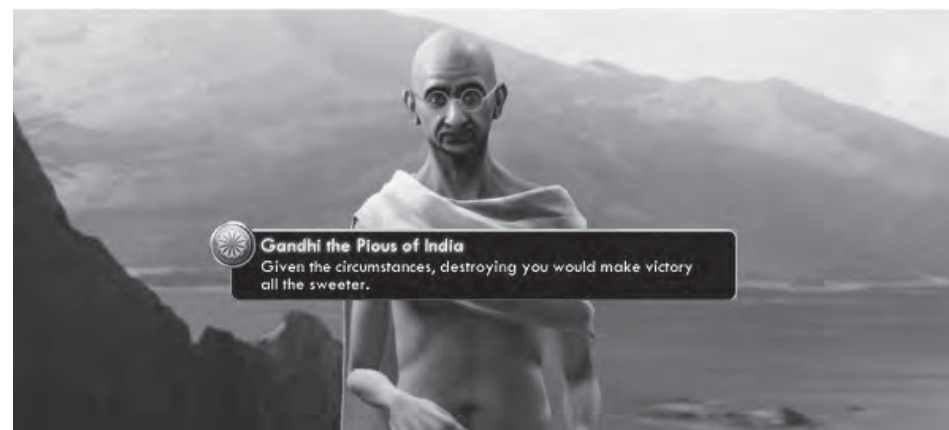 Gandhi the Pious of India
Given the circumstances, destroying you would make victory
all the sweeter.